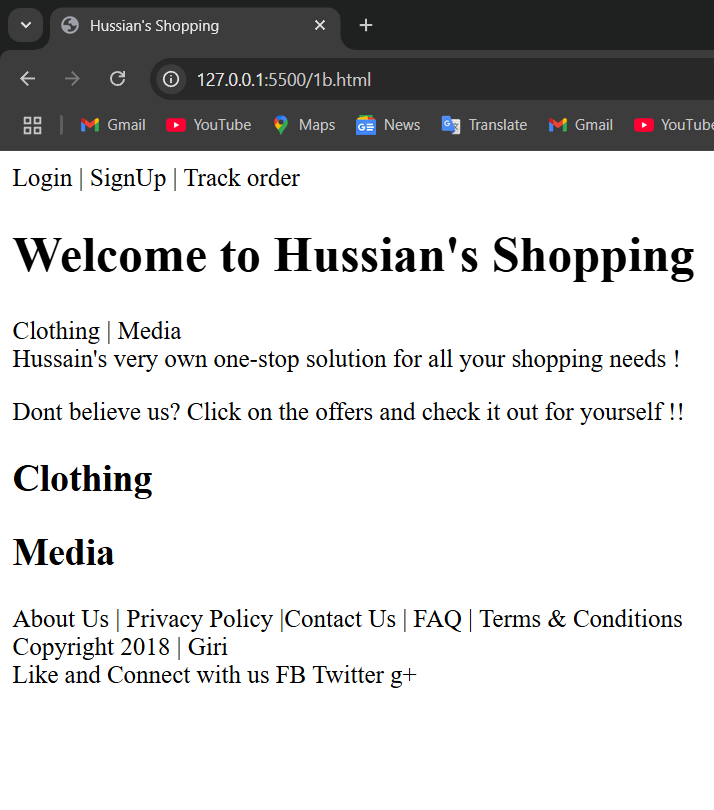 Hussian's Shopping
127.0.0.1:5500/1b.html
Gmail YouTube Maps News Translate Gmail YouTube
Login | SignUp | Track order
Welcome to Hussian's Shopping
Clothing | Media
Hussain's very own one-stop solution for all your shopping needs !
Dont believe us? Click on the offers and check it out for yourself !!
Clothing
Media
About Us | Privacy Policy |Contact Us | FAQ | Terms & Conditions
Copyright 2018 | Giri
Like and Connect with us FB Twitter g+